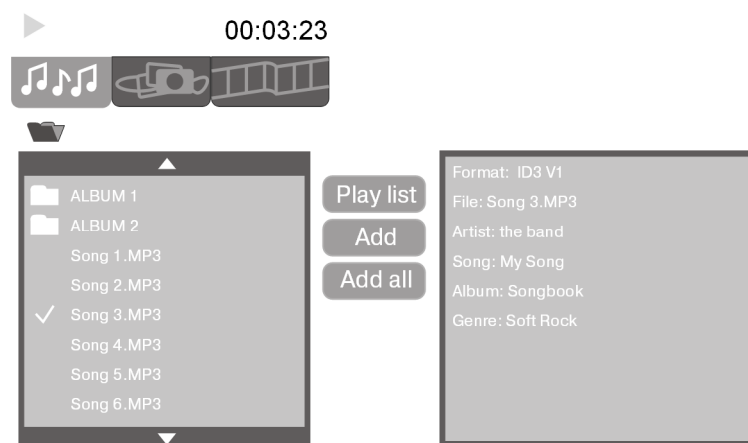 00:03:23
ALBUM 1
ALBUM 2
Song 1.MP3
Song 2.MP3
Song 3.MP3
Song 4.MP3
Song 5.MP3
Song 6.MP3
Play list
Add
Add all
Format: ID3 V1
File: Song 3.MP3
Artist: the band
Song: My Song
Album: Songbook
Genre: Soft Rock